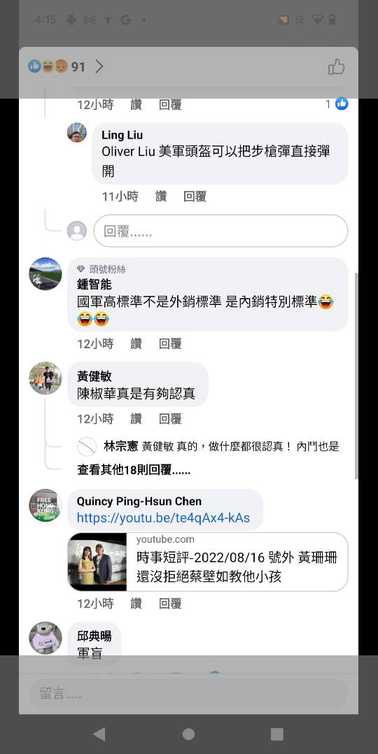 4:15
91
12小時 讚 回覆 1
Ling Liu
Oliver Liu 美軍頭盔可以把步槍彈直接彈
開
11小時 讚 回覆
回覆......
頭號粉絲
鍾智能
國軍高標準不是外銷標準 是內銷特別標準😂
😂😂
12小時 讚 回覆
黃健敏
陳椒華真是有夠認真
12小時 讚 回覆
林宗憲 黃健敏 真的，做什麼都很認真！ 內鬥也是
查看其他18則回覆......
FREE
HONG
KONG
Quincy Ping-Hsun Chen
https://youtu.be/te4qAx4-kAs
youtube.com
時事短評-2022/08/16 號外 黃珊珊
還沒拒絕蔡壁如教他小孩
12小時 讚 回覆
邱典暘
軍盲
留言.....